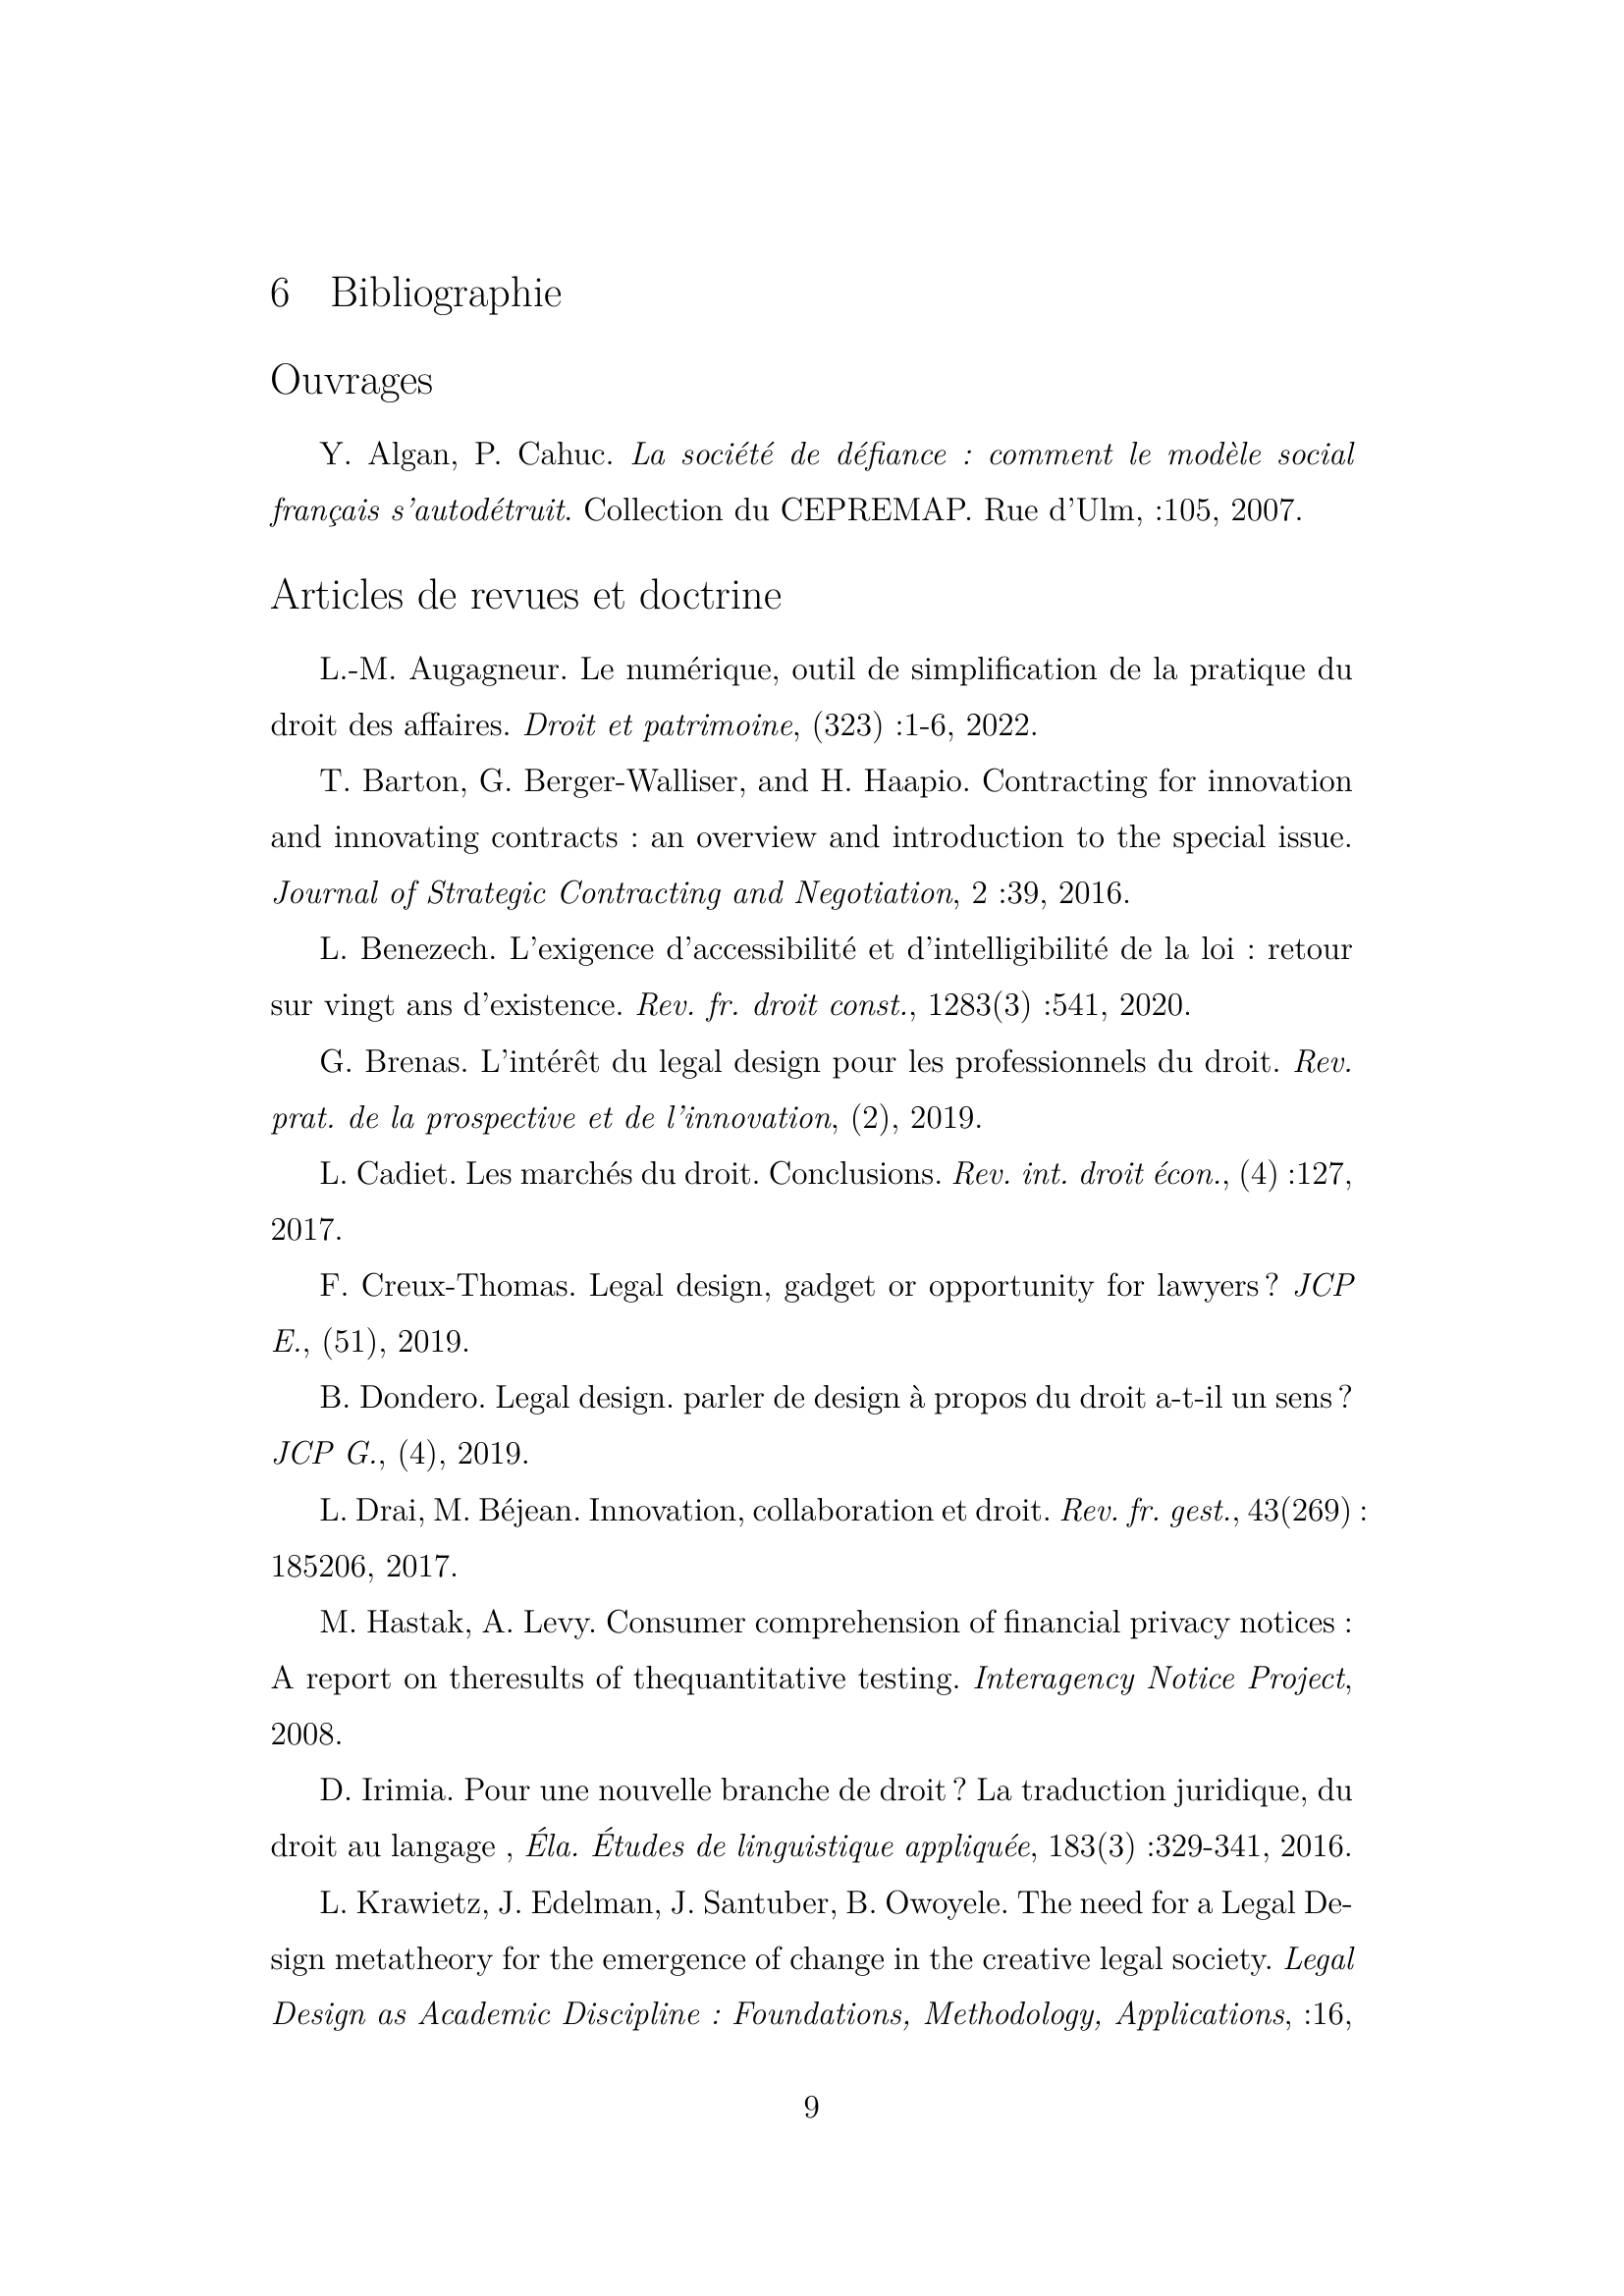 6 Bibliographie
Ouvrages
Y. Algan, P. Cahuc. La société de défiance : comment le modèle social
français s'autodétruit. Collection du CEPREMAP. Rue d'Ulm, :105, 2007.
Articles de revues et doctrine
L.-M. Augagneur. Le numérique, outil de simplification de la pratique du
droit des affaires. Droit et patrimoine, (323) :1-6, 2022.
T. Barton, G. Berger-Walliser, and H. Haapio. Contracting for innovation
and innovating contracts : an overview and introduction to the special issue.
Journal of Strategic Contracting and Negotiation, 2 :39, 2016.
L. Benezech. L'exigence d'accessibilité et d'intelligibilité de la loi : retour
sur vingt ans d'existence. Rev. fr. droit const., 1283(3) :541, 2020.
G. Brenas. L'intérêt du legal design pour les professionnels du droit. Rev.
prat. de la prospective et de l'innovation, (2), 2019.
L. Cadiet. Les marchés du droit. Conclusions. Rev. int. droit écon., (4) :127,
2017.
F. Creux-Thomas. Legal design, gadget or opportunity for lawyers ? JCP
E., (51), 2019.
B. Dondero. Legal design. parler de design à propos du droit a-t-il un sens ?
JCP G., (4), 2019.
L. Drai, M. Béjean. Innovation, collaboration et droit. Rev. fr. gest., 43(269) :
185206, 2017.
M. Hastak, A. Levy. Consumer comprehension of financial privacy notices :
A report on theresults of thequantitative testing. Interagency Notice Project,
2008.
D. Irimia. Pour une nouvelle branche de droit ? La traduction juridique, du
droit au langage , Éla. Études de linguistique appliquée, 183(3) :329-341, 2016.
L. Krawietz, J. Edelman, J. Santuber, B. Owoyele. The need for a Legal De-
sign metatheory for the emergence of change in the creative legal society. Legal
Design as Academic Discipline : Foundations, Methodology, Applications, :16,
9